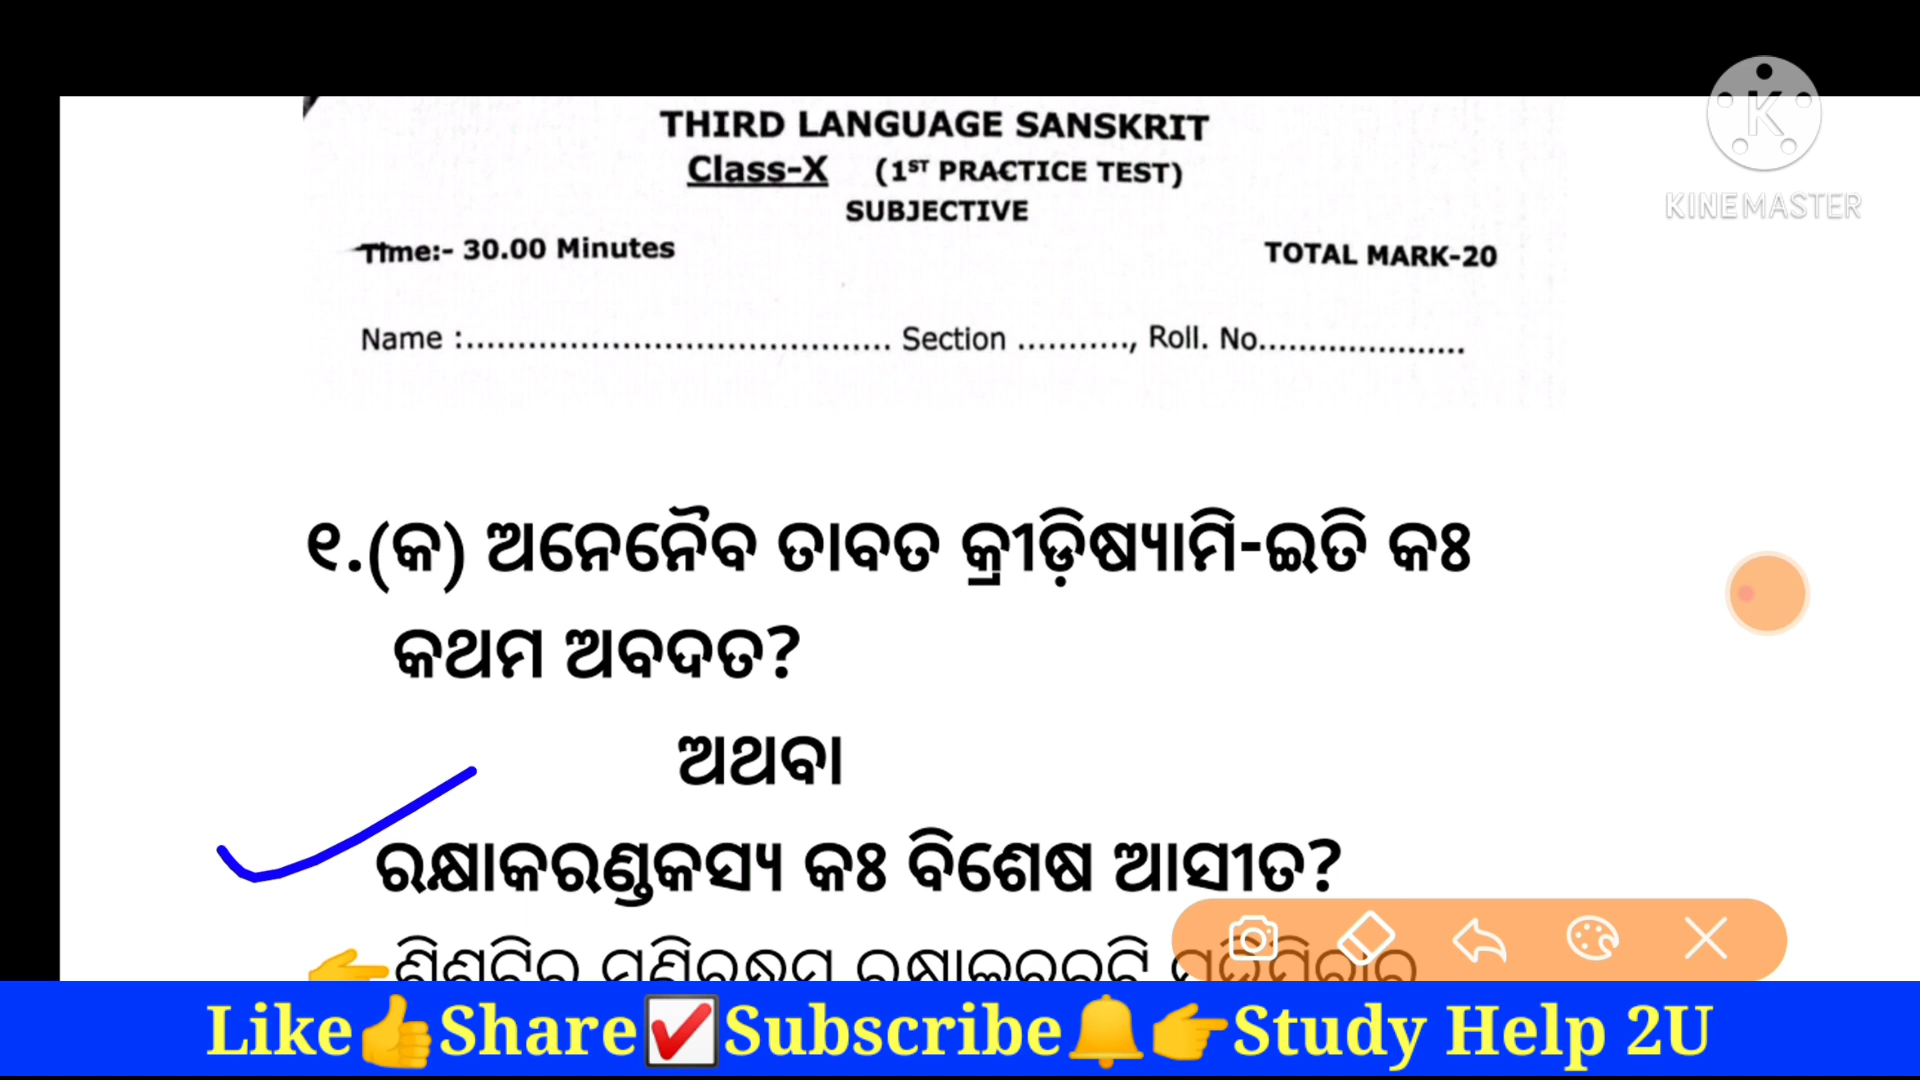 THIRD LANGUAGE SANSKRIT
Class-X (1ST PRACTICE TEST)
SUBJECTIVE
Time:- 30.00 Minutes TOTAL MARK-20
Name :.......................................... Section ..........., Roll. No.....................
KINEMASTER
୧.(କ) ଅନେନୈବ ତାବତ କ୍ରୀଡ଼ିଷ୍ୟାମି-ଇତି କଃ
କଥମ ଅବଦତ?
ଅଥବା
ରକ୍ଷାକରଣ୍ଡକସ୍ୟ କଃ ବିଶେଷ ଆସୀତ?
Like👍Share☑Subscribe🔔👉Study Help 2U